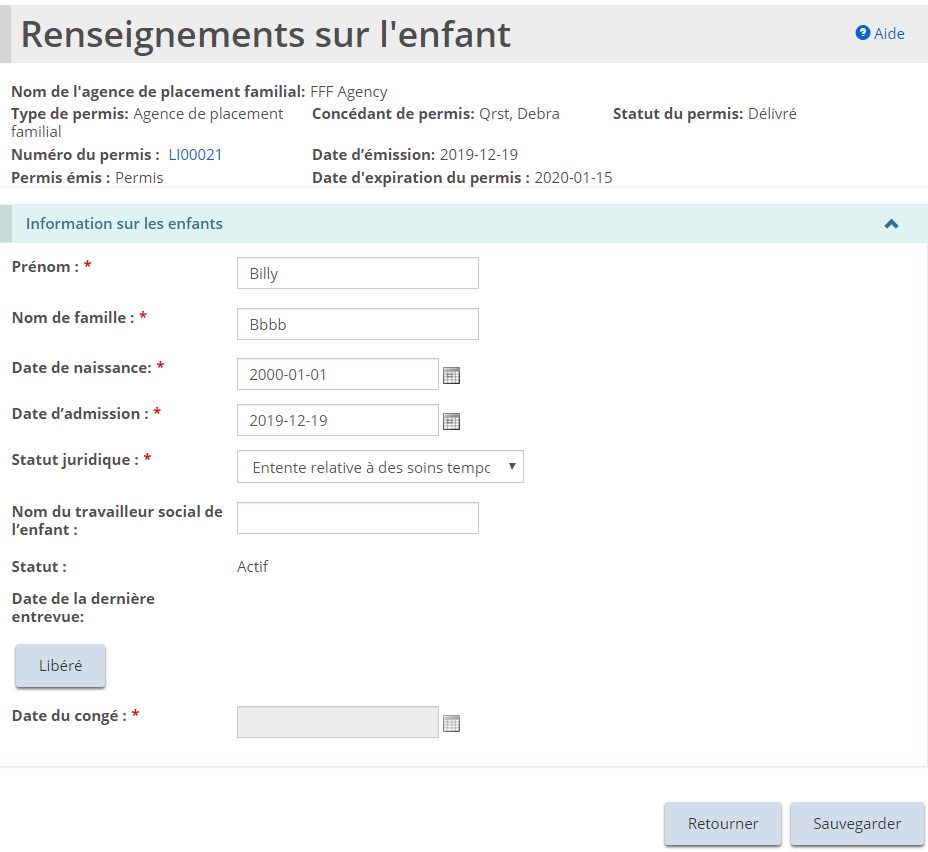 Renseignements sur l'enfant
Aide
Nom de l'agence de placement familial: FFF Agency
Type de permis: Agence de placement familial
Concédant de permis: Qrst, Debra
Statut du permis: Délivré
Numéro du permis : LI00021
Date d’émission: 2019-12-19
Permis émis : Permis
Date d'expiration du permis : 2020-01-15
Information sur les enfants
Prénom : *
Billy
Nom de famille : *
Bbbb
Date de naissance: *
2000-01-01
Date d’admission : *
2019-12-19
Statut juridique : *
Entente relative à des soins tempc
Nom du travailleur social de
l’enfant :
Statut :
Actif
Date de la dernière
entrevue:
Libéré
Date du congé : *
Retourner
Sauvegarder